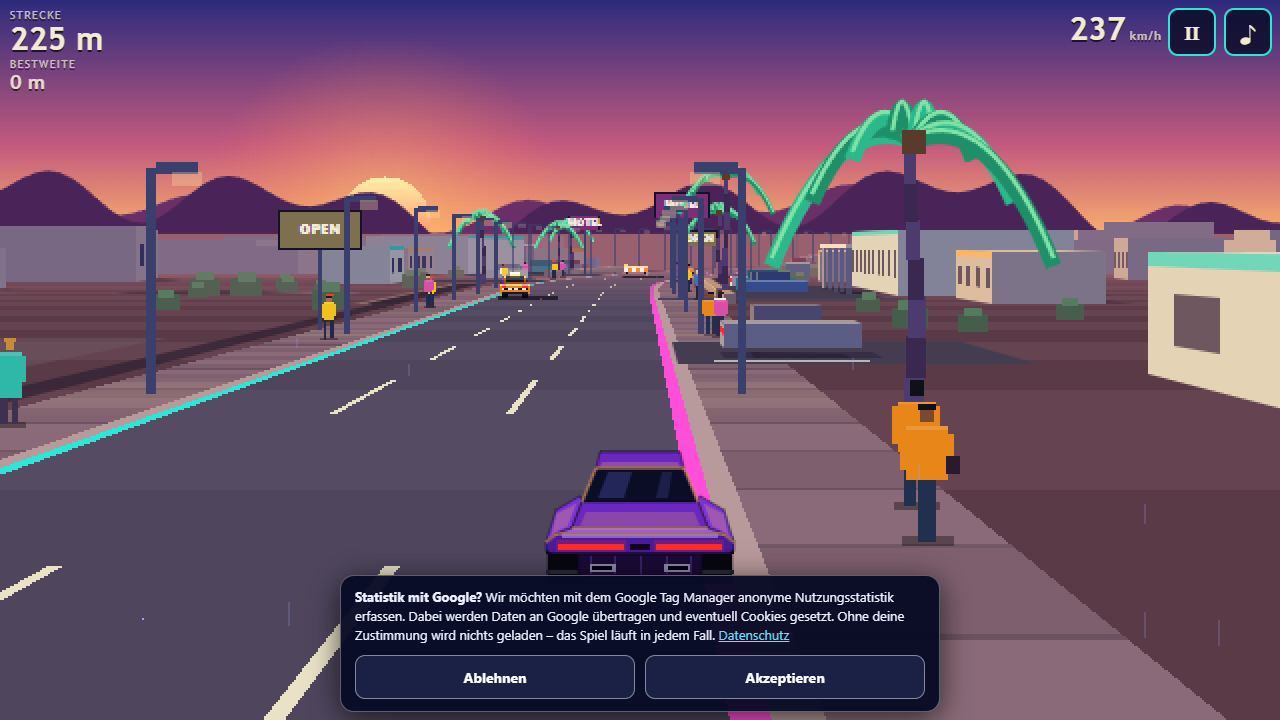 STRECKE
225 m
BESTWEITE
0 m
237 km/h
OPEN
MOTEL
OPEN
Statistik mit Google? Wir möchten mit dem Google Tag Manager anonyme Nutzungsstatistik
erfassen. Dabei werden Daten an Google übertragen und eventuell Cookies gesetzt. Ohne deine
Zustimmung wird nichts geladen – das Spiel läuft in jedem Fall. Datenschutz
Ablehnen
Akzeptieren